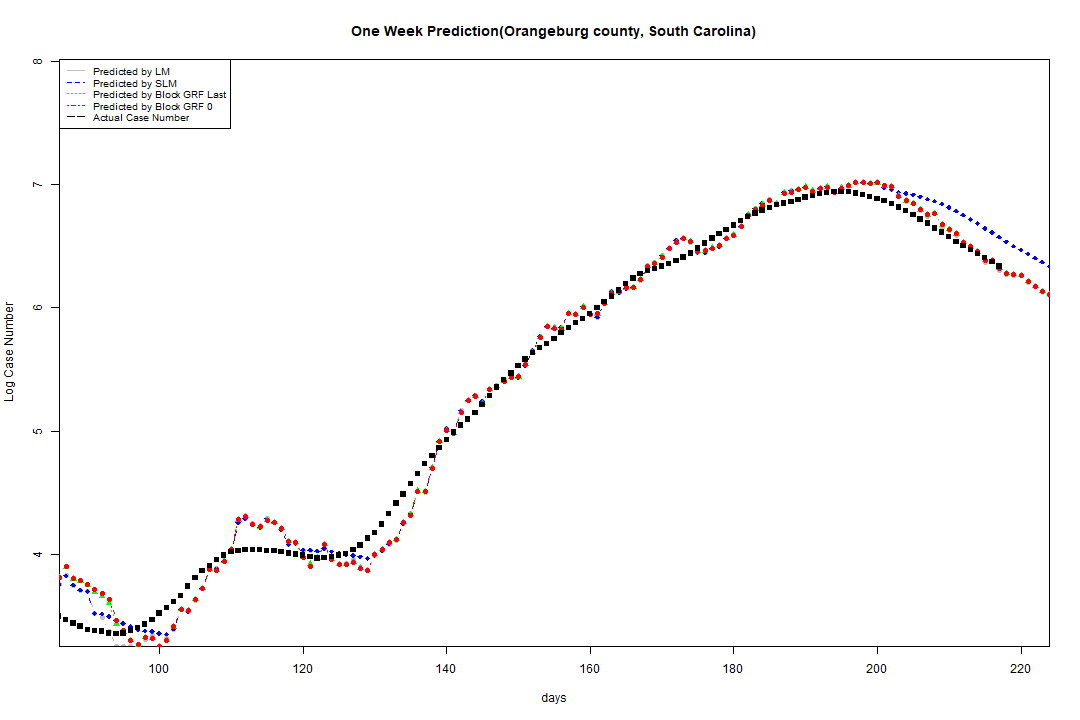 One Week Prediction(Orangeburg county, South Carolina)
8
Predicted by LM
Predicted by SLM
Predicted by Block GRF Last
Predicted by Block GRF 0
Actual Case Number
7
6
5
4
Log Case Number
100 120 140 160 180 200 220
days